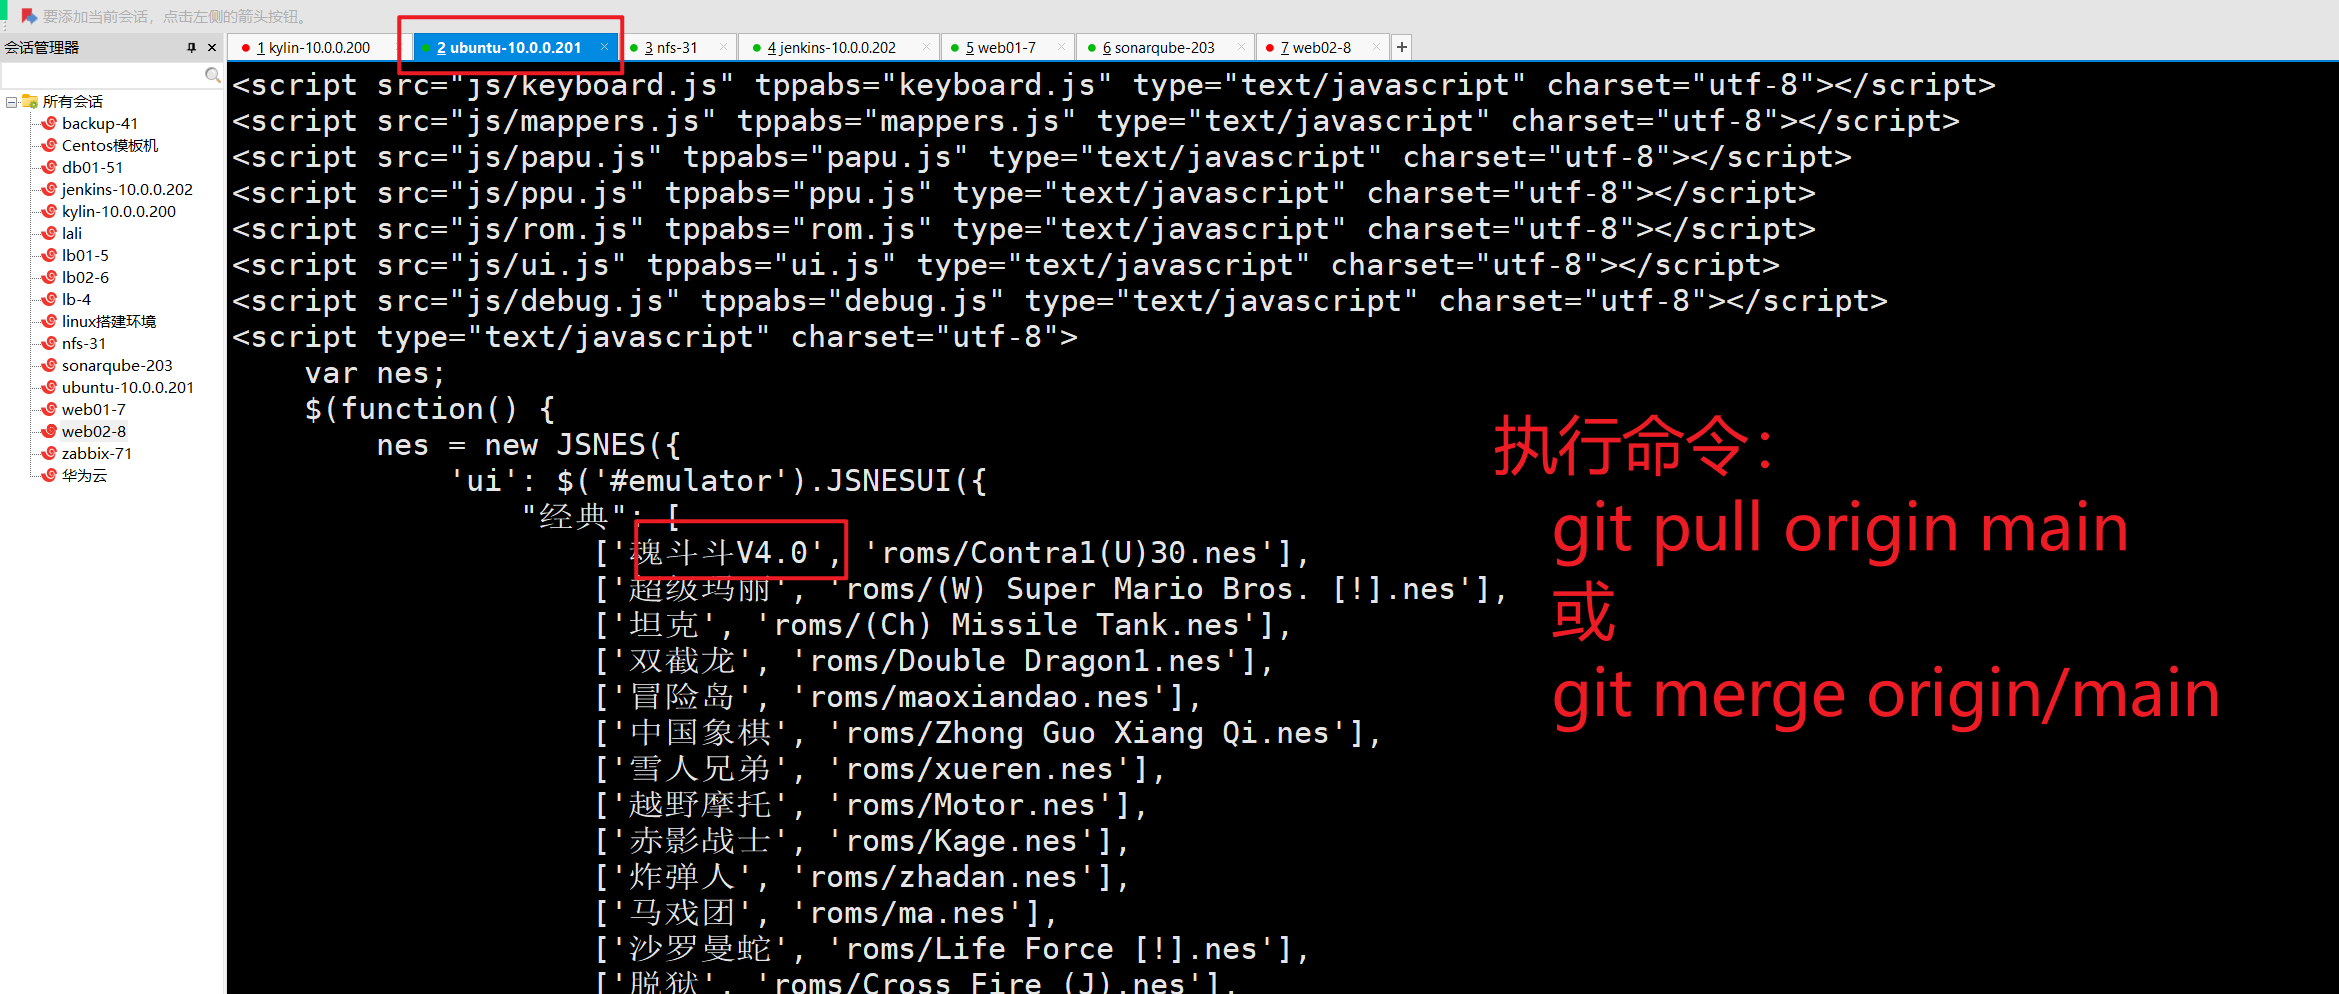 要添加当前会话，点击左侧的箭头按钮。
会话管理器
1 kylin-10.0.0.200
2 ubuntu-10.0.0.201
3 nfs-31
4 jenkins-10.0.0.202
5 web01-7
6 sonarqube-203
7 web02-8
所有会话
backup-41
Centos模板机
db01-51
jenkins-10.0.0.202
kylin-10.0.0.200
lali
lb01-5
lb02-6
lb-4
linux搭建环境
nfs-31
sonarqube-203
ubuntu-10.0.0.201
web01-7
web02-8
zabbix-71
华为云
<script src="js/keyboard.js" tppabs="keyboard.js" type="text/javascript" charset="utf-8"></script>
<script src="js/mappers.js" tppabs="mappers.js" type="text/javascript" charset="utf-8"></script>
<script src="js/papu.js" tppabs="papu.js" type="text/javascript" charset="utf-8"></script>
<script src="js/ppu.js" tppabs="ppu.js" type="text/javascript" charset="utf-8"></script>
<script src="js/rom.js" tppabs="rom.js" type="text/javascript" charset="utf-8"></script>
<script src="js/ui.js" tppabs="ui.js" type="text/javascript" charset="utf-8"></script>
<script src="js/debug.js" tppabs="debug.js" type="text/javascript" charset="utf-8"></script>
<script type="text/javascript" charset="utf-8">
var nes;
$(function() {
nes = new JSNES({
'ui': $('#emulator').JSNESUI({
"经典": [
['魂斗斗V4.0', 'roms/Contra1(U)30.nes'],
['超级玛丽', 'roms/(W) Super Mario Bros. [!].nes'],
['坦克', 'roms/(Ch) Missile Tank.nes'],
['双截龙', 'roms/Double Dragon1.nes'],
['冒险岛', 'roms/maoxiandao.nes'],
['中国象棋', 'roms/Zhong Guo Xiang Qi.nes'],
['雪人兄弟', 'roms/xueren.nes'],
['越野摩托', 'roms/Motor.nes'],
['赤影战士', 'roms/Kage.nes'],
['炸弹人', 'roms/zhadan.nes'],
['马戏团', 'roms/ma.nes'],
['沙罗曼蛇', 'roms/Life Force [!].nes'],
['脱狱', 'roms/Cross Fire (J).nes'],
执行命令：
git pull origin main
或
git merge origin/main